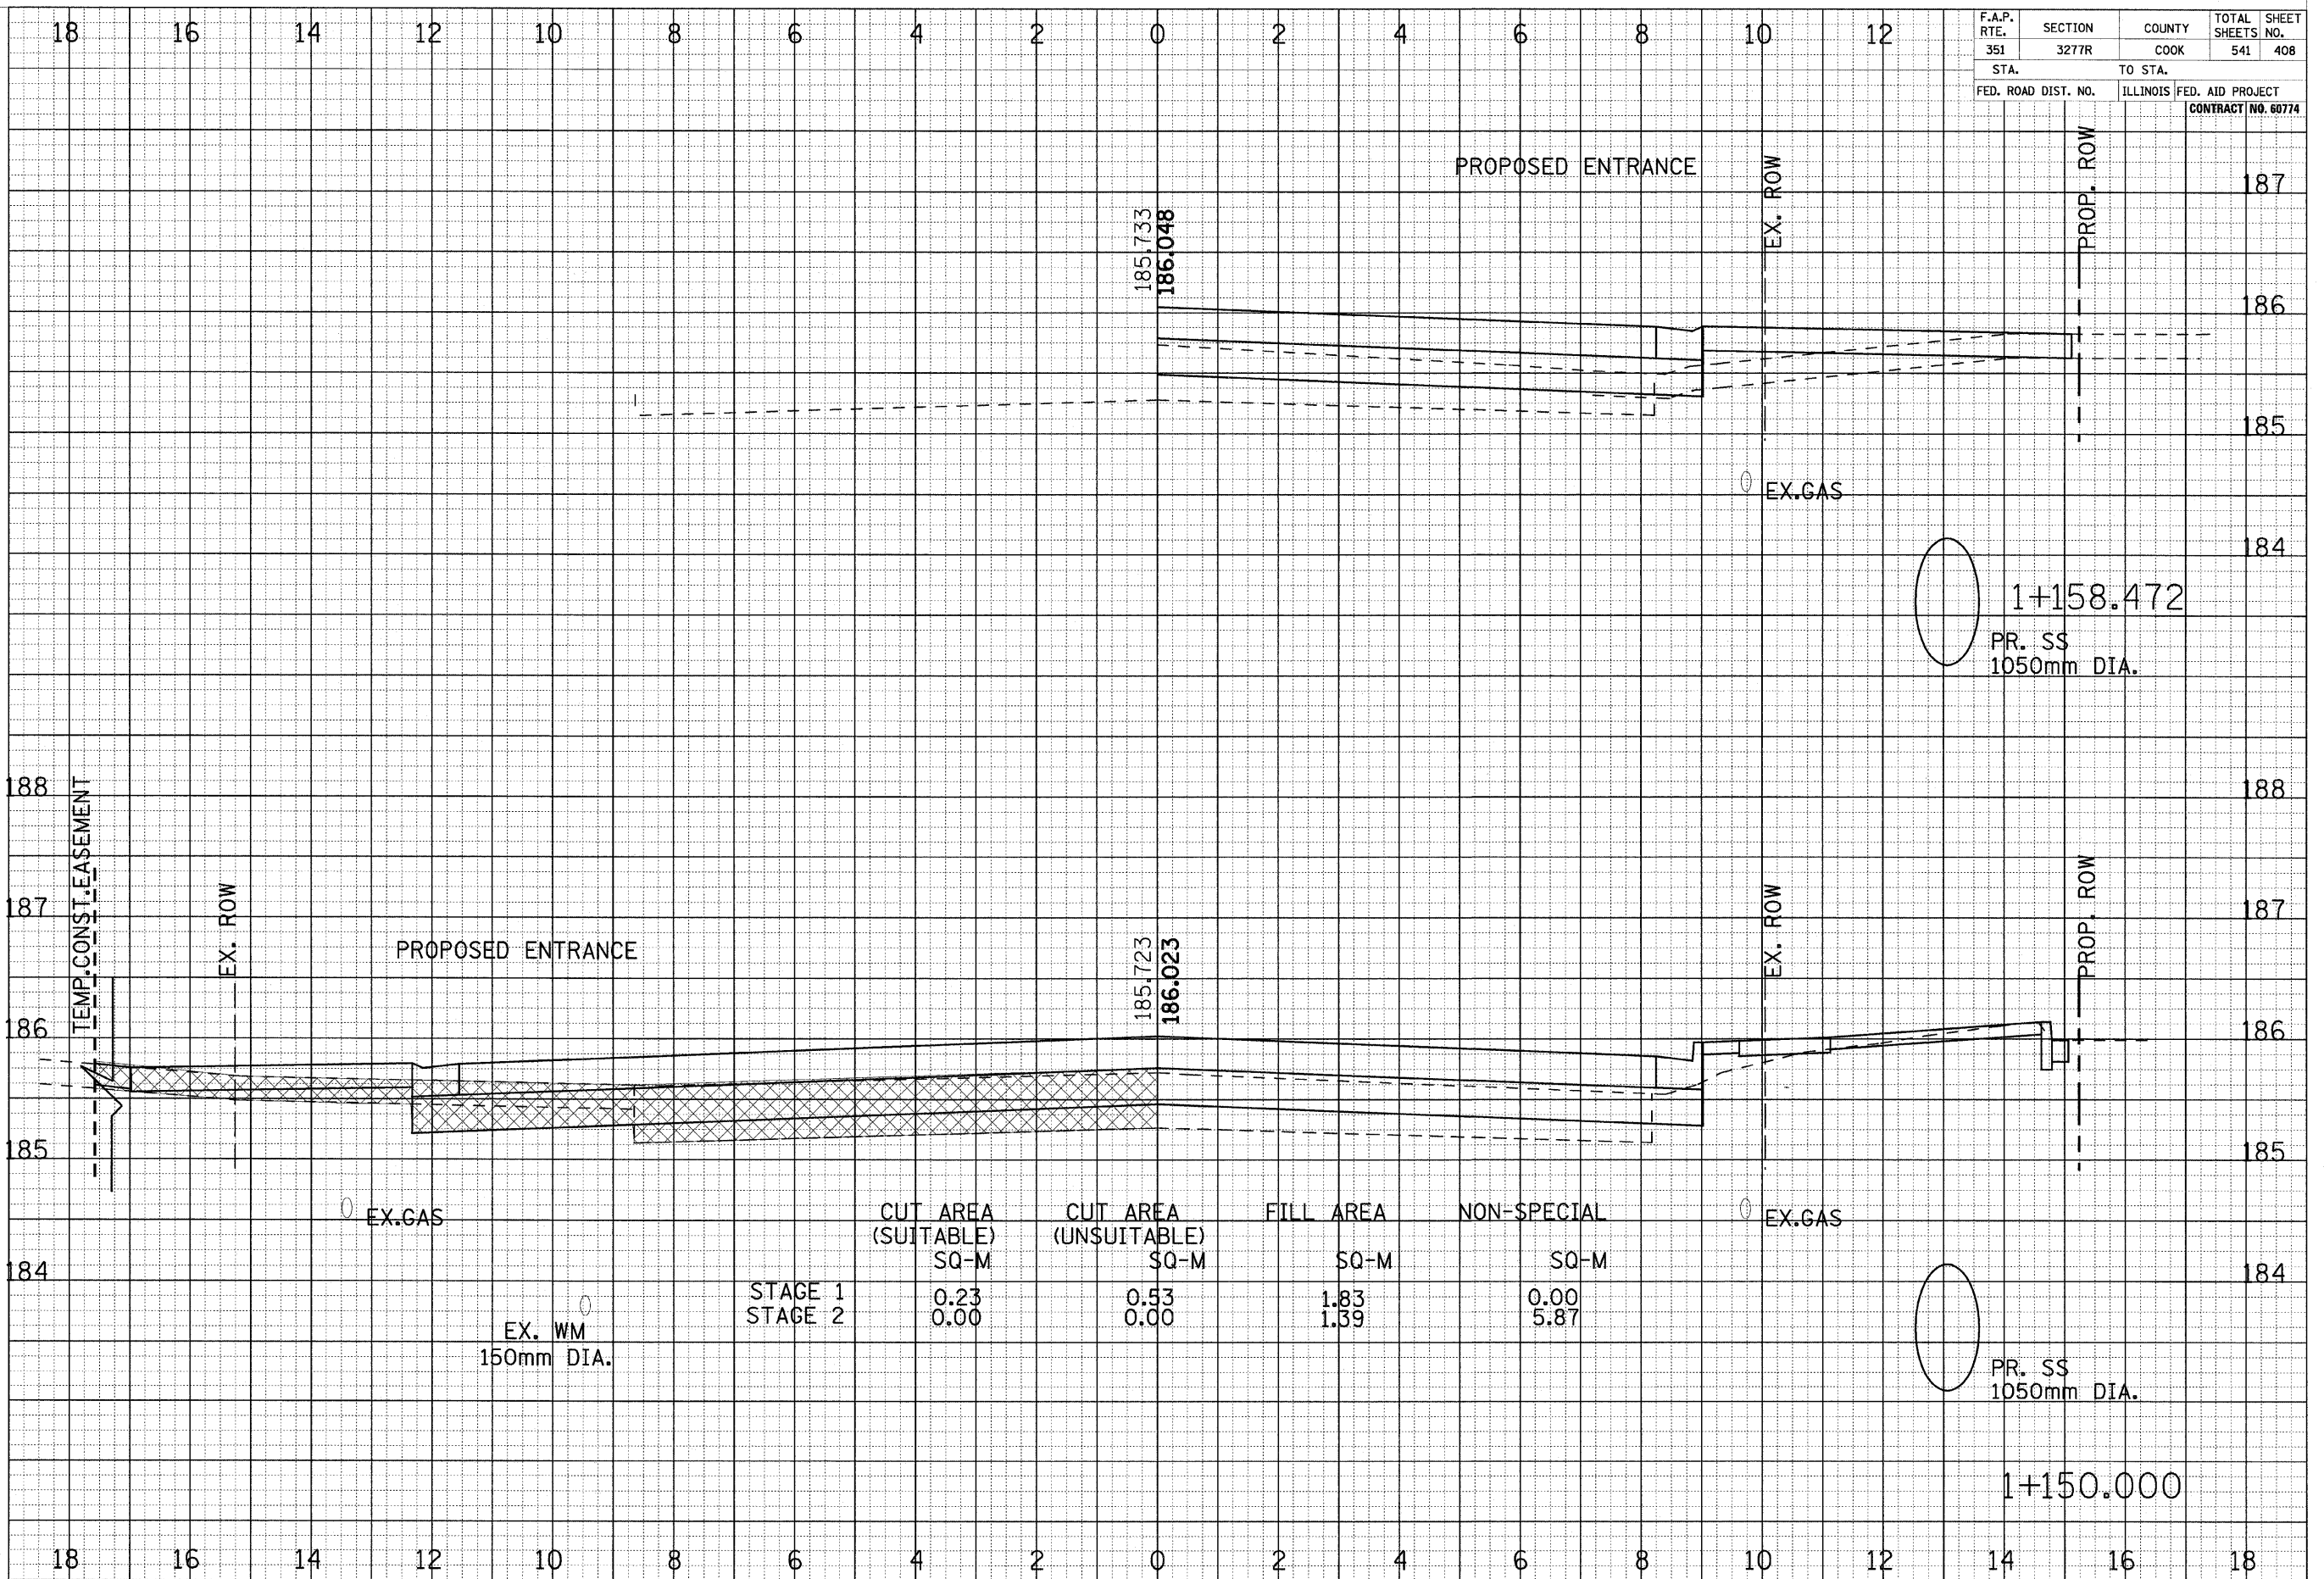 18 16 14 12 10 8 6 4 2 0 2 4 6 8 10 12
F.A.P. RTE. SECTION COUNTY TOTAL SHEETS SHEET NO.
351 3277R COOK 541 408
STA. TO STA.
FED. ROAD DIST. NO. ILLINOIS FED. AID PROJECT
CONTRACT NO. 60774
PROPOSED ENTRANCE
EX. ROW
PROP. ROW
187
185.733
186.048
186
185
EX.GAS
184
1+158.472
PR. SS
1050mm DIA.
188
188
TEMP.CONST.EASEMENT
187
EX. ROW
PROPOSED ENTRANCE
185.723
186.023
EX. ROW
PROP. ROW
187
186
186
185
185
EX.GAS
CUT AREA CUT AREA FILL AREA NON-SPECIAL
(SUITABLE) (UNSUITABLE)
SQ-M SQ-M SQ-M SQ-M
STAGE 1 0.23 0.53 1.83 0.00
STAGE 2 0.00 0.00 1.39 5.87
EX.GAS
184
184
EX. WM
150mm DIA.
PR. SS
1050mm DIA.
1+150.000
18 16 14 12 10 8 6 4 2 0 2 4 6 8 10 12 14 16 18